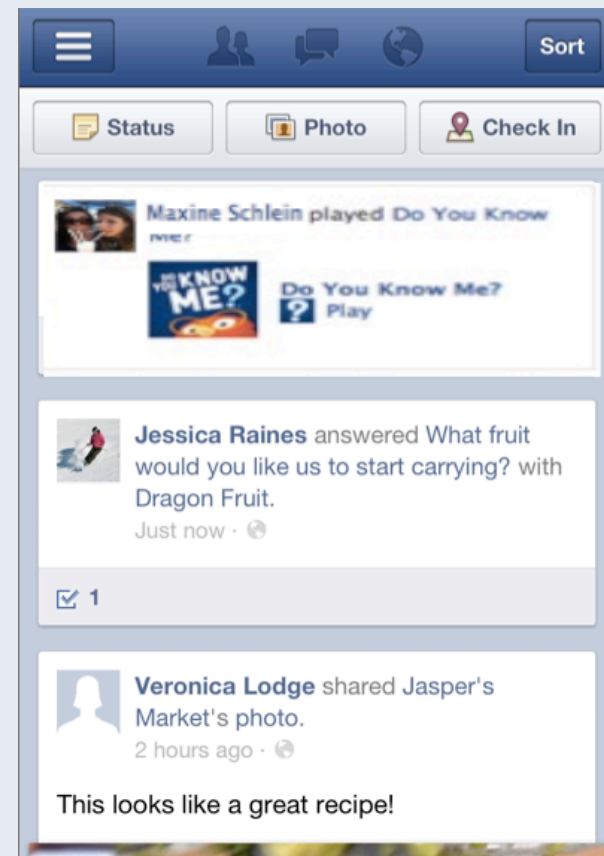 Sort
Status Photo Check In
Maxine Schlein played Do You Know
Me?
DO YOU KNOW
ME?
Do You Know Me?
? Play
Jessica Raines answered What fruit
would you like us to start carrying? with
Dragon Fruit.
Just now ·
1
Veronica Lodge shared Jasper's
Market's photo.
2 hours ago ·
This looks like a great recipe!